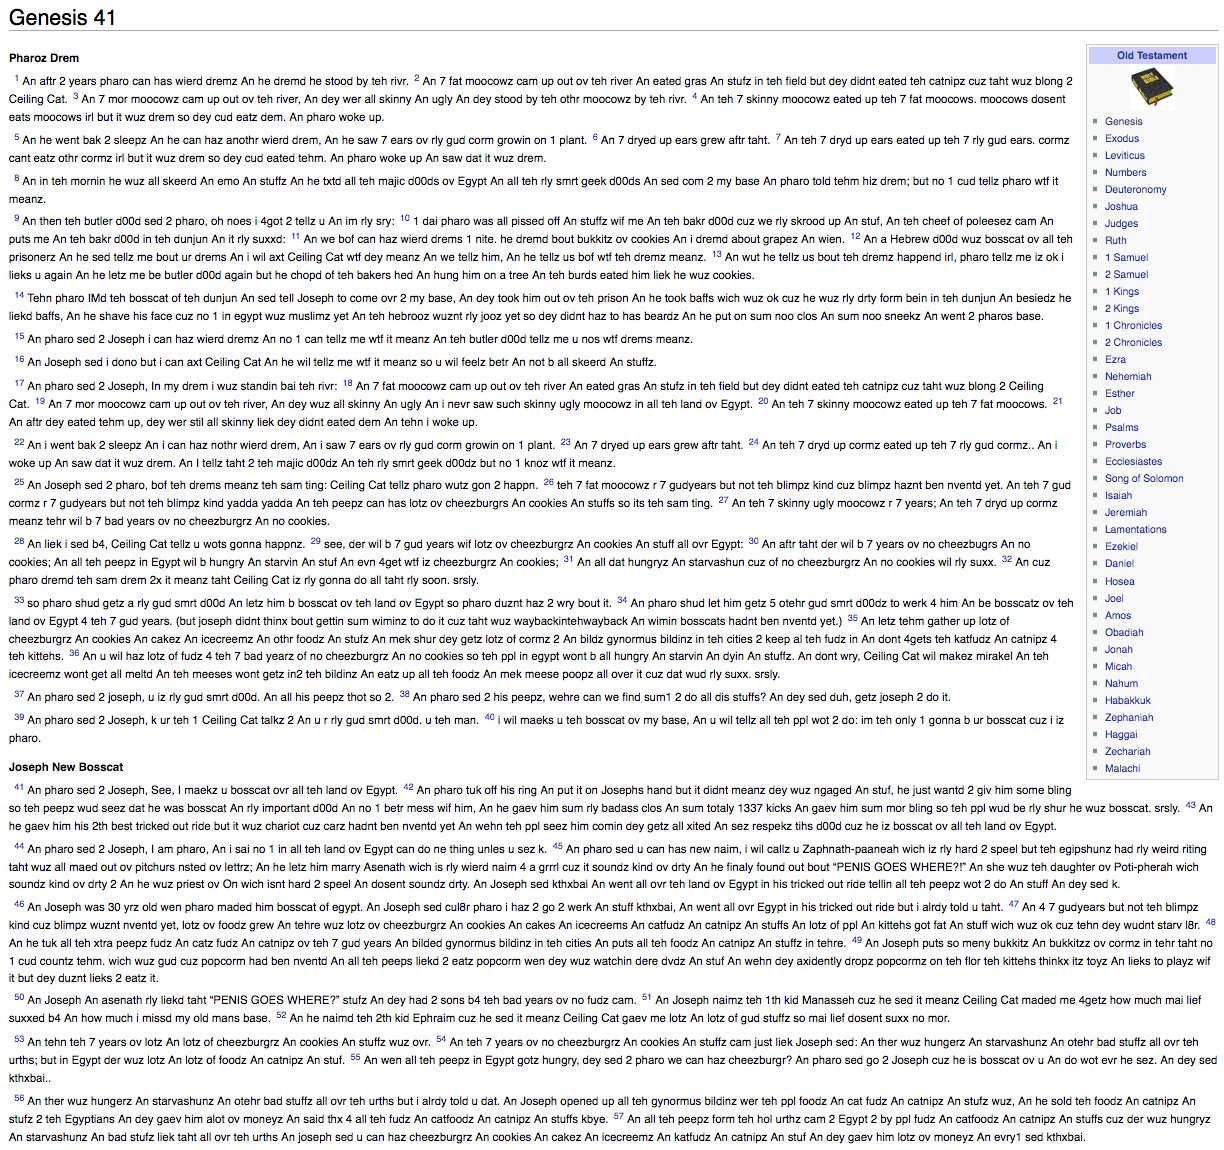 Genesis 41
Pharoz Drem
1 An aftr 2 years pharo can has wierd dremz An he dremd he stood by teh rivr. 2 An 7 fat moocowz cam up out ov teh river An eated gras An stufz in teh field but dey didnt eated teh catnipz cuz taht wuz blong 2
Ceiling Cat. 3 An 7 mor moocowz cam up out ov teh river, An dey wer all skinny An ugly An dey stood by teh othr moocowz by teh rivr. 4 An teh 7 skinny moocowz eated up teh 7 fat moocows. moocows dosent
eats moocows irl but it wuz drem so dey cud eatz dem. An pharo woke up.
5 An he went bak 2 sleepz An he can haz anothr wierd drem, An he saw 7 ears ov rly gud corm growin on 1 plant. 6 An 7 dryed up ears grew aftr taht. 7 An teh 7 dryd up ears eated up teh 7 rly gud ears. cormz
cant eatz othr cormz irl but it wuz drem so dey cud eated tehm. An pharo woke up An saw dat it wuz drem.
8 An in teh mornin he wuz all skeerd An emo An stuffz An he txtd all teh majic d00ds ov Egypt An all teh rly smrt geek d00ds An sed com 2 my base An pharo told tehm hiz drem; but no 1 cud tellz pharo wtf it
meanz.
9 An then teh butler d00d sed 2 pharo, oh noes i 4got 2 tellz u An im rly sry: 10 1 dai pharo was all pissed off An stuffz wif me An teh bakr d00d cuz we rly skrood up An stuf, An teh cheef of poleesez cam An
puts me An teh bakr d00d in teh dunjun An it rly suxxd: 11 An we bof can haz wierd drems 1 nite. he dremd bout bukkitz ov cookies An i dremd about grapez An wien. 12 An a Hebrew d00d wuz bosscat ov all teh
prisonerz An he sed tellz me bout ur drems An i wil axt Ceiling Cat wtf dey meanz An we tellz him, An he tellz us bof wtf teh dremz meanz. 13 An wut he tellz us bout teh dremz happend irl, pharo tellz me iz ok i
lieks u again An he letz me be butler d00d again but he chopd of teh bakers hed An hung him on a tree An teh burds eated him liek he wuz cookies.
14 Tehn pharo IMd teh bosscat of teh dunjun An sed tell Joseph to come ovr 2 my base, An dey took him out ov teh prison An he took baffs wich wuz ok cuz he wuz rly drty form bein in teh dunjun An besiedz he
liekd baffs, An he shave his face cuz no 1 in egypt wuz muslimz yet An teh hebrooz wuznt rly jooz yet so dey didnt haz to has beardz An he put on sum noo clos An sum noo sneekz An went 2 pharos base.
15 An pharo sed 2 Joseph i can haz wierd dremz An no 1 can tellz me wtf it meanz An teh butler d00d tellz me u nos wtf drems meanz.
16 An Joseph sed i dono but i can axt Ceiling Cat An he wil tellz me wtf it meanz so u wil feelz betr An not b all skeerd An stuffz.
17 An pharo sed 2 Joseph, In my drem i wuz standin bai teh rivr: 18 An 7 fat moocowz cam up out ov teh river An eated gras An stufz in teh field but dey didnt eated teh catnipz cuz taht wuz blong 2 Ceiling
Cat. 19 An 7 mor moocowz cam up out ov teh river, An dey wuz all skinny An ugly An i nevr saw such skinny ugly moocowz in all teh land ov Egypt. 20 An teh 7 skinny moocowz eated up teh 7 fat moocows. 21
An aftr dey eated tehm up, dey wer stil all skinny liek dey didnt eated dem An tehn i woke up.
22 An i went bak 2 sleepz An i can haz nothr wierd drem, An i saw 7 ears ov rly gud corm growin on 1 plant. 23 An 7 dryed up ears grew aftr taht. 24 An teh 7 dryd up cormz eated up teh 7 rly gud cormz.. An i
woke up An saw dat it wuz drem. An I tellz taht 2 teh majic d00dz An teh rly smrt geek d00dz but no 1 knoz wtf it meanz.
25 An Joseph sed 2 pharo, bof teh drems meanz teh sam ting: Ceiling Cat tellz pharo wutz gon 2 happn. 26 teh 7 fat moocowz r 7 gudyears but not teh blimpz kind cuz blimpz haznt ben nventd yet. An teh 7 gud
cormz r 7 gudyears but not teh blimpz kind yadda yadda An teh peepz can has lotz ov cheezburgrs An cookies An stuffs so its teh sam ting. 27 An teh 7 skinny ugly moocowz r 7 years; An teh 7 dryd up cormz
meanz tehr wil b 7 bad years ov no cheezburgrz An no cookies.
28 An liek i sed b4, Ceiling Cat tellz u wots gonna happnz. 29 see, der wil b 7 gud years wif lotz ov cheezburgrz An cookies An stuff all ovr Egypt: 30 An aftr taht der wil b 7 years ov no cheezbugrs An no
cookies; An all teh peepz in Egypt wil b hungry An starvin An stuf An evn 4get wtf iz cheezburgrz An cookies; 31 An all dat hungryz An starvashun cuz of no cheezburgrz An no cookies wil rly suxx. 32 An cuz
pharo dremd teh sam drem 2x it meanz taht Ceiling Cat iz rly gonna do all taht rly soon. srsly.
33 so pharo shud getz a rly gud smrt d00d An letz him b bosscat ov teh land ov Egypt so pharo duznt haz 2 wry bout it. 34 An pharo shud let him getz 5 otehr gud smrt d00dz to werk 4 him An be bosscatz ov teh
land ov Egypt 4 teh 7 gud years. (but joseph didnt thinx bout gettin sum wiminz to do it cuz taht wuz waybackintehwayback An wimin bosscats hadnt ben nventd yet.) 35 An letz tehm gather up lotz of
cheezburgrz An cookies An cakez An icecreemz An othr foodz An stufz An mek shur dey getz lotz of cormz 2 An bildz gynormus bildinz in teh cities 2 keep al teh fudz in An dont 4gets teh katfudz An catnipz 4
teh kittehs. 36 An u wil haz lotz of fudz 4 teh 7 bad yearz of no cheezburgrz An no cookies so teh ppl in egypt wont b all hungry An starvin An dyin An stuffz. An dont wry, Ceiling Cat wil makez mirakel An teh
icecreemz wont get all meltd An teh meeses wont getz in2 teh bildinz An eatz up all teh foodz An mek meese poopz all over it cuz dat wud rly suxx. srsly.
37 An pharo sed 2 joseph, u iz rly gud smrt d00d. An all his peepz thot so 2. 38 An pharo sed 2 his peepz, wehre can we find sum1 2 do all dis stuffs? An dey sed duh, getz joseph 2 do it.
39 An pharo sed 2 Joseph, k ur teh 1 Ceiling Cat talkz 2 An u r rly gud smrt d00d. u teh man. 40 i wil maeks u teh bosscat ov my base, An u wil tellz all teh ppl wot 2 do: im teh only 1 gonna b ur bosscat cuz i iz
pharo.
Joseph New Bosscat
41 An pharo sed 2 Joseph, See, I maekz u bosscat ovr all teh land ov Egypt. 42 An pharo tuk off his ring An put it on Josephs hand but it didnt meanz dey wuz ngaged An stuf, he just wantd 2 giv him some bling
so teh peepz wud seez dat he was bosscat An rly important d00d An no 1 betr mess wif him, An he gaev him sum rly badass clos An sum totaly 1337 kicks An gaev him sum mor bling so teh ppl wud be rly shur he wuz bosscat. srsly. 43 An
he gaev him his 2th best tricked out ride but it wuz chariot cuz carz hadnt ben nventd yet An wehn teh ppl seez him comin dey getz all xited An sez respekz tihs d00d cuz he iz bosscat ov all teh land ov Egypt.
44 An pharo sed 2 Joseph, I am pharo, An i sai no 1 in all teh land ov Egypt can do ne thing unles u sez k. 45 An pharo sed u can has new naim, i wil callz u Zaphnath-paaneah wich iz rly hard 2 speel but teh egipshunz had rly weird riting
taht wuz all maed out ov pitchurs nsted ov lettrz; An he letz him marry Asenath wich is rly wierd naim 4 a grrrl cuz it soundz kind ov drty An he finaly found out bout "PENIS GOES WHERE?!" An she wuz teh daughter ov Poti-pherah wich
soundz kind ov drty 2 An he wuz priest ov On wich isnt hard 2 speel An dosent soundz drty. An Joseph sed kthxbai An went all ovr teh land ov Egypt in his tricked out ride tellin all teh peepz wot 2 do An stuff An dey sed k.
46 An Joseph was 30 yrz old wen pharo maded him bosscat of egypt. An Joseph sed cul8r pharo i haz 2 go 2 werk An stuff kthxbai, An went all ovr Egypt in his tricked out ride but i alrdy told u taht. 47 An 4 7 gudyears but not teh blimpz
kind cuz blimpz wuznt nventd yet, lotz ov foodz grew An tehre wuz lotz ov cheezburgrz An cookies An cakes An icecreems An catfudz An catnipz An stuffs An lotz of ppl An kittehs got fat An stuff wich wuz ok cuz tehn dey wudnt starv l8r. 48
An he tuk all teh xtra peepz fudz An catz fudz An catnipz ov teh 7 gud years An bilded gynormus bildinz in teh cities An puts all teh foodz An catnipz An stuffz in tehre. 49 An Joseph puts so meny bukkitz An bukkitzz ov cormz in tehr taht no
1 cud countz tehm. wich wuz gud cuz popcorm had ben nventd An all teh peeps liekd 2 eatz popcorm wen dey wuz watchin dere dvdz An stuf An wehn dey axidently dropz popcormz on teh flor teh kittehs thinkx itz toyz An lieks to playz wif
it but dey duznt lieks 2 eatz it.
50 An Joseph An asenath rly liekd taht "PENIS GOES WHERE?" stufz An dey had 2 sons b4 teh bad years ov no fudz cam. 51 An Joseph naimz teh 1th kid Manasseh cuz he sed it meanz Ceiling Cat maded me 4getz how much mai lief
suxxed b4 An how much i missd my old mans base. 52 An he naimd teh 2th kid Ephraim cuz he sed it meanz Ceiling Cat gaev me lotz An lotz of gud stuffz so mai lief dosent suxx no mor.
53 An tehn teh 7 years ov lotz An lotz of cheezburgrz An cookies An stuffz wuz ovr. 54 An teh 7 years ov no cheezburgrz An cookies An stuffz cam just liek Joseph sed: An ther wuz hungerz An starvashunz An otehr bad stuffz all ovr teh
urths; but in Egypt der wuz lotz An lotz of foodz An catnipz An stuf. 55 An wen all teh peepz in Egypt gotz hungry, dey sed 2 pharo we can haz cheezburgr? An pharo sed go 2 Joseph cuz he is bosscat ov u An do wot evr he sez. An dey sed
kthxbai..
56 An ther wuz hungerz An starvashunz An otehr bad stuffz all ovr teh urths but i alrdy told u dat. An Joseph opened up all teh gynormus bildinz wer teh ppl foodz An cat fudz An catnipz An stufz wuz, An he sold teh foodz An catnipz An
stufz 2 teh Egyptians An dey gaev him alot ov moneyz An said thx 4 all teh fudz An catfoodz An catnipz An stuffs kbye. 57 An all teh peepz form teh hol urthz cam 2 Egypt 2 by ppl fudz An catfoodz An catnipz An stuffs cuz der wuz hungryz
An starvashunz An bad stufz liek taht all ovr teh urths An joseph sed u can haz cheezburgrz An cookies An cakez An icecreemz An katfudz An catnipz An stuf An dey gaev him lotz ov moneyz An evry1 sed kthxbai.
Old Testament
HOLY BIBLE
Genesis
Exodus
Leviticus
Numbers
Deuteronomy
Joshua
Judges
Ruth
1 Samuel
2 Samuel
1 Kings
2 Kings
1 Chronicles
2 Chronicles
Ezra
Nehemiah
Esther
Job
Psalms
Proverbs
Ecclesiastes
Song of Solomon
Isaiah
Jeremiah
Lamentations
Ezekiel
Daniel
Hosea
Joel
Amos
Obadiah
Jonah
Micah
Nahum
Habakkuk
Zephaniah
Haggai
Zechariah
Malachi